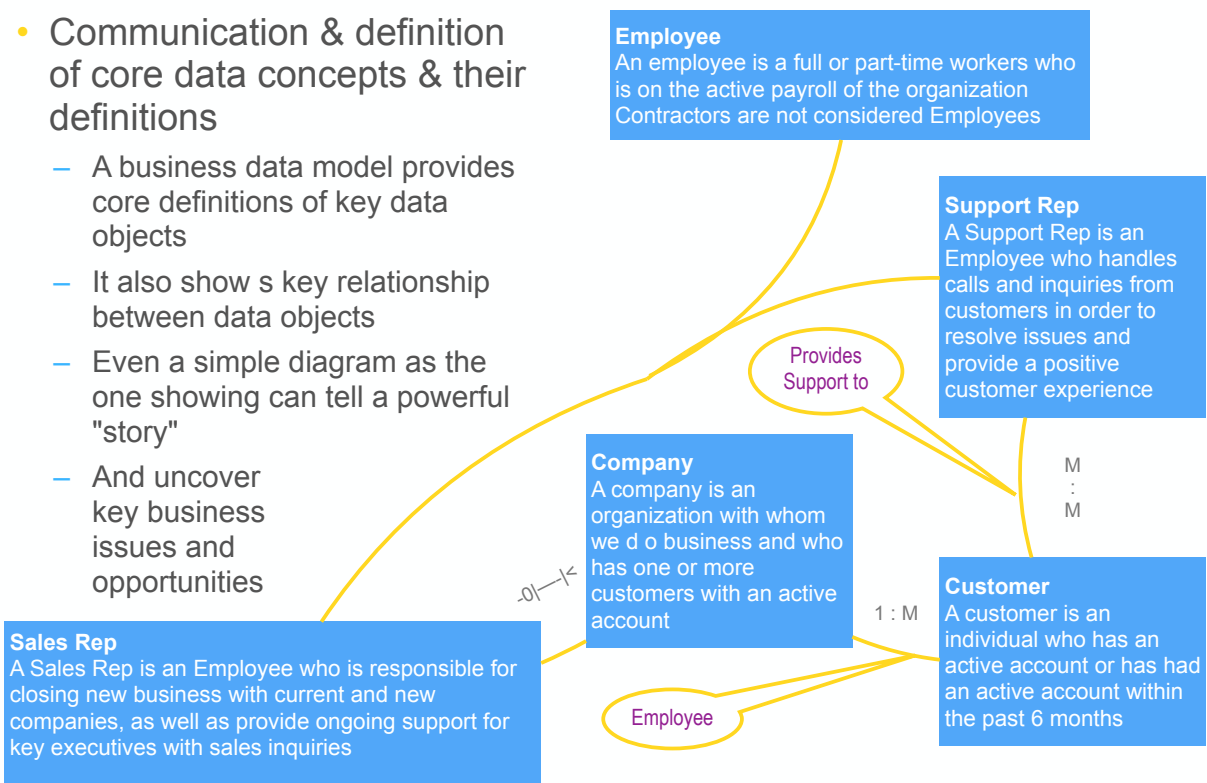 • Communication & definition
of core data concepts & their
definitions
– A business data model provides
core definitions of key data
objects
– It also show s key relationship
between data objects
– Even a simple diagram as the
one showing can tell a powerful
"story"
– And uncover
key business
issues and
opportunities
Employee
An employee is a full or part-time workers who
is on the active payroll of the organization
Contractors are not considered Employees
Support Rep
A Support Rep is an
Employee who handles
calls and inquiries from
customers in order to
resolve issues and
provide a positive
customer experience
Provides
Support to
Company
A company is an
organization with whom
we d o business and who
has one or more
customers with an active
account
M
:
M
-0|—-|<
1 : M
Customer
A customer is an
individual who has an
active account or has had
an active account within
the past 6 months
Sales Rep
A Sales Rep is an Employee who is responsible for
closing new business with current and new
companies, as well as provide ongoing support for
key executives with sales inquiries
Employee